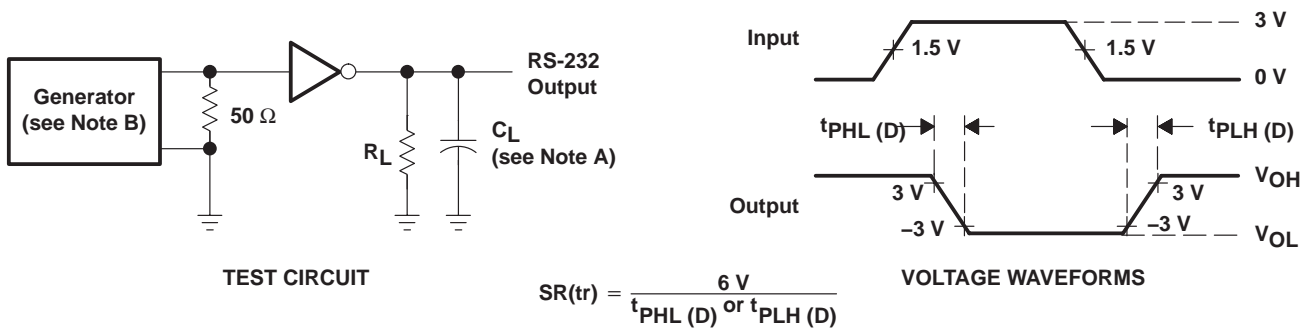 Generator
(see Note B)
50 Ω
RS-232
Output
RL
CL
(see Note A)
TEST CIRCUIT
Input
1.5 V
1.5 V
3 V
0 V
tPHL (D)
tPLH (D)
Output
3 V
–3 V
3 V
–3 V
VOH
VOL
VOLTAGE WAVEFORMS
SR(tr) = 6 V / tPHL (D) or tPLH (D)